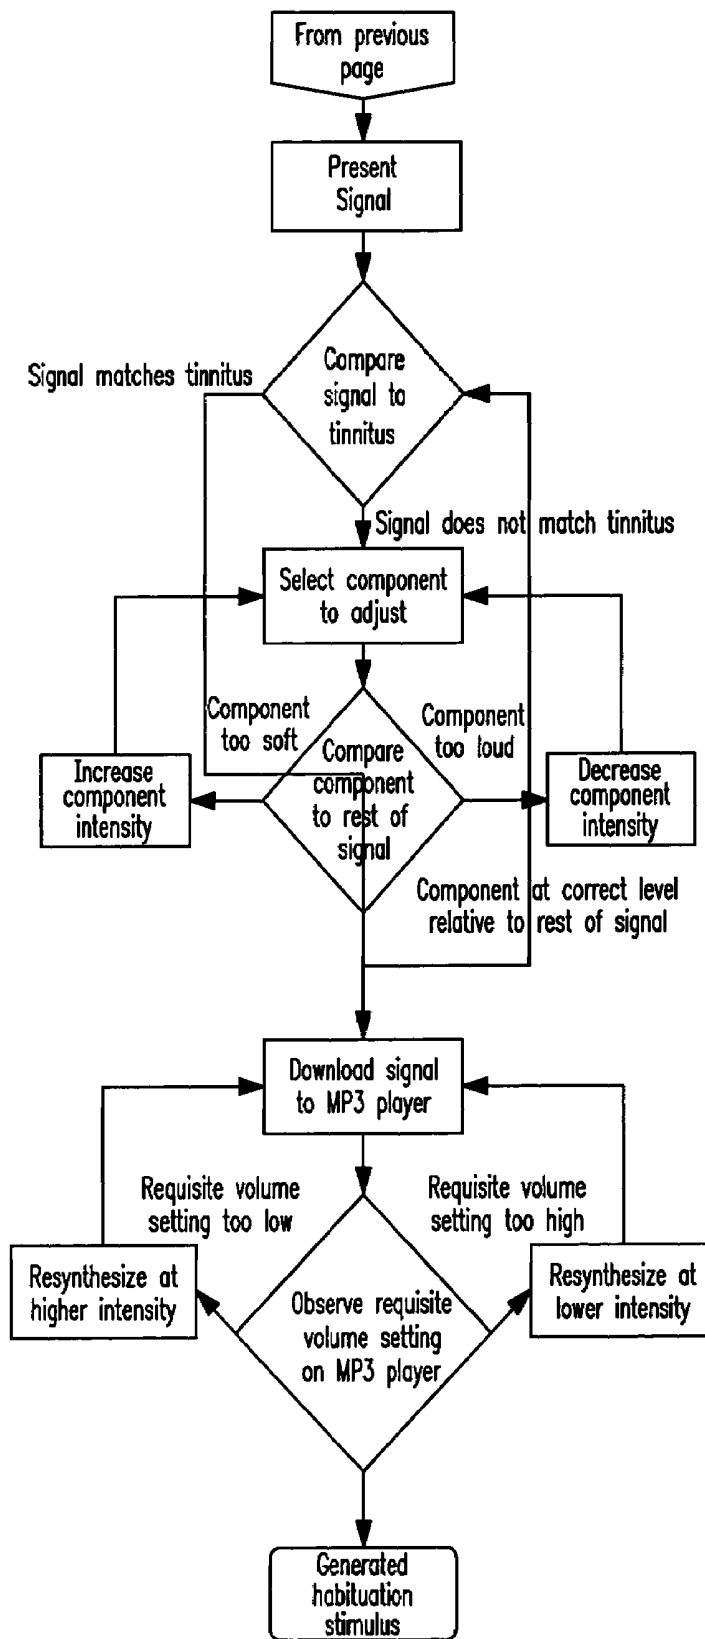 From previous
page
Present
Signal
Compare
signal to
tinnitus
Signal matches tinnitus
Signal does not match tinnitus
Select component
to adjust
Component
too soft
Component
too loud
Compare
component
to rest of
signal
Increase
component
intensity
Decrease
component
intensity
Component at correct level
relative to rest of signal
Download signal
to MP3 player
Requisite volume
setting too low
Requisite volume
setting too high
Resynthesize at
higher intensity
Observe requisite
volume setting
on MP3 player
Resynthesize at
lower intensity
Generated
habituation
stimulus